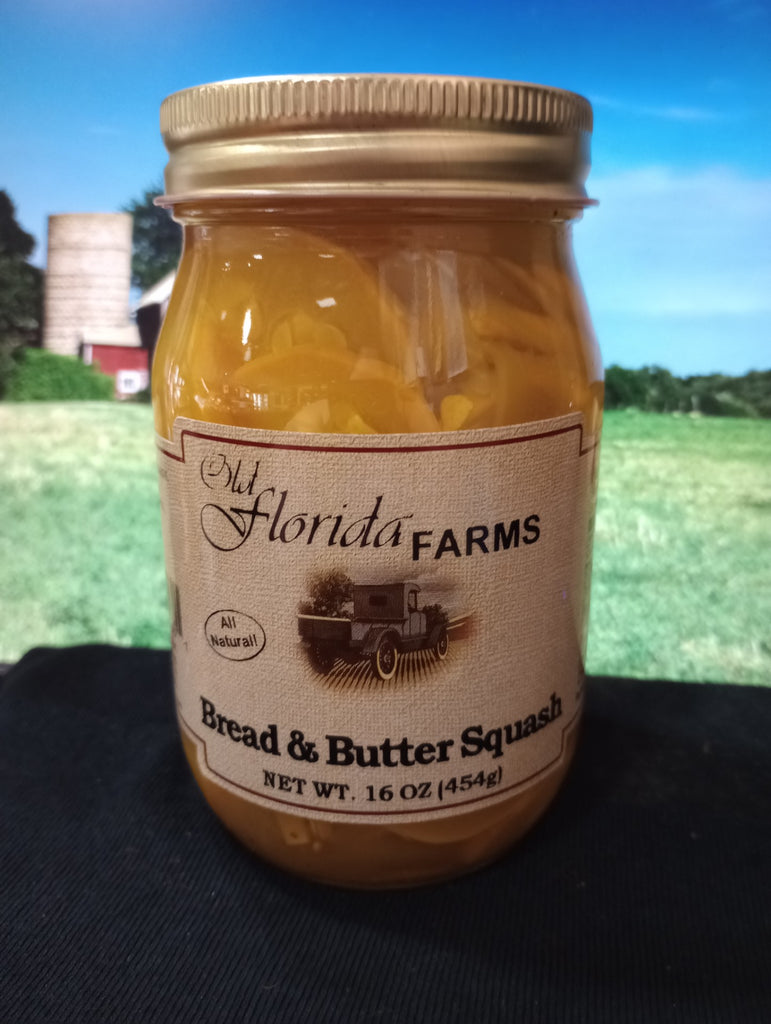 Old
Florida FARMS
All
Natural!
Bread & Butter Squash
NET WT. 16 OZ (454g)